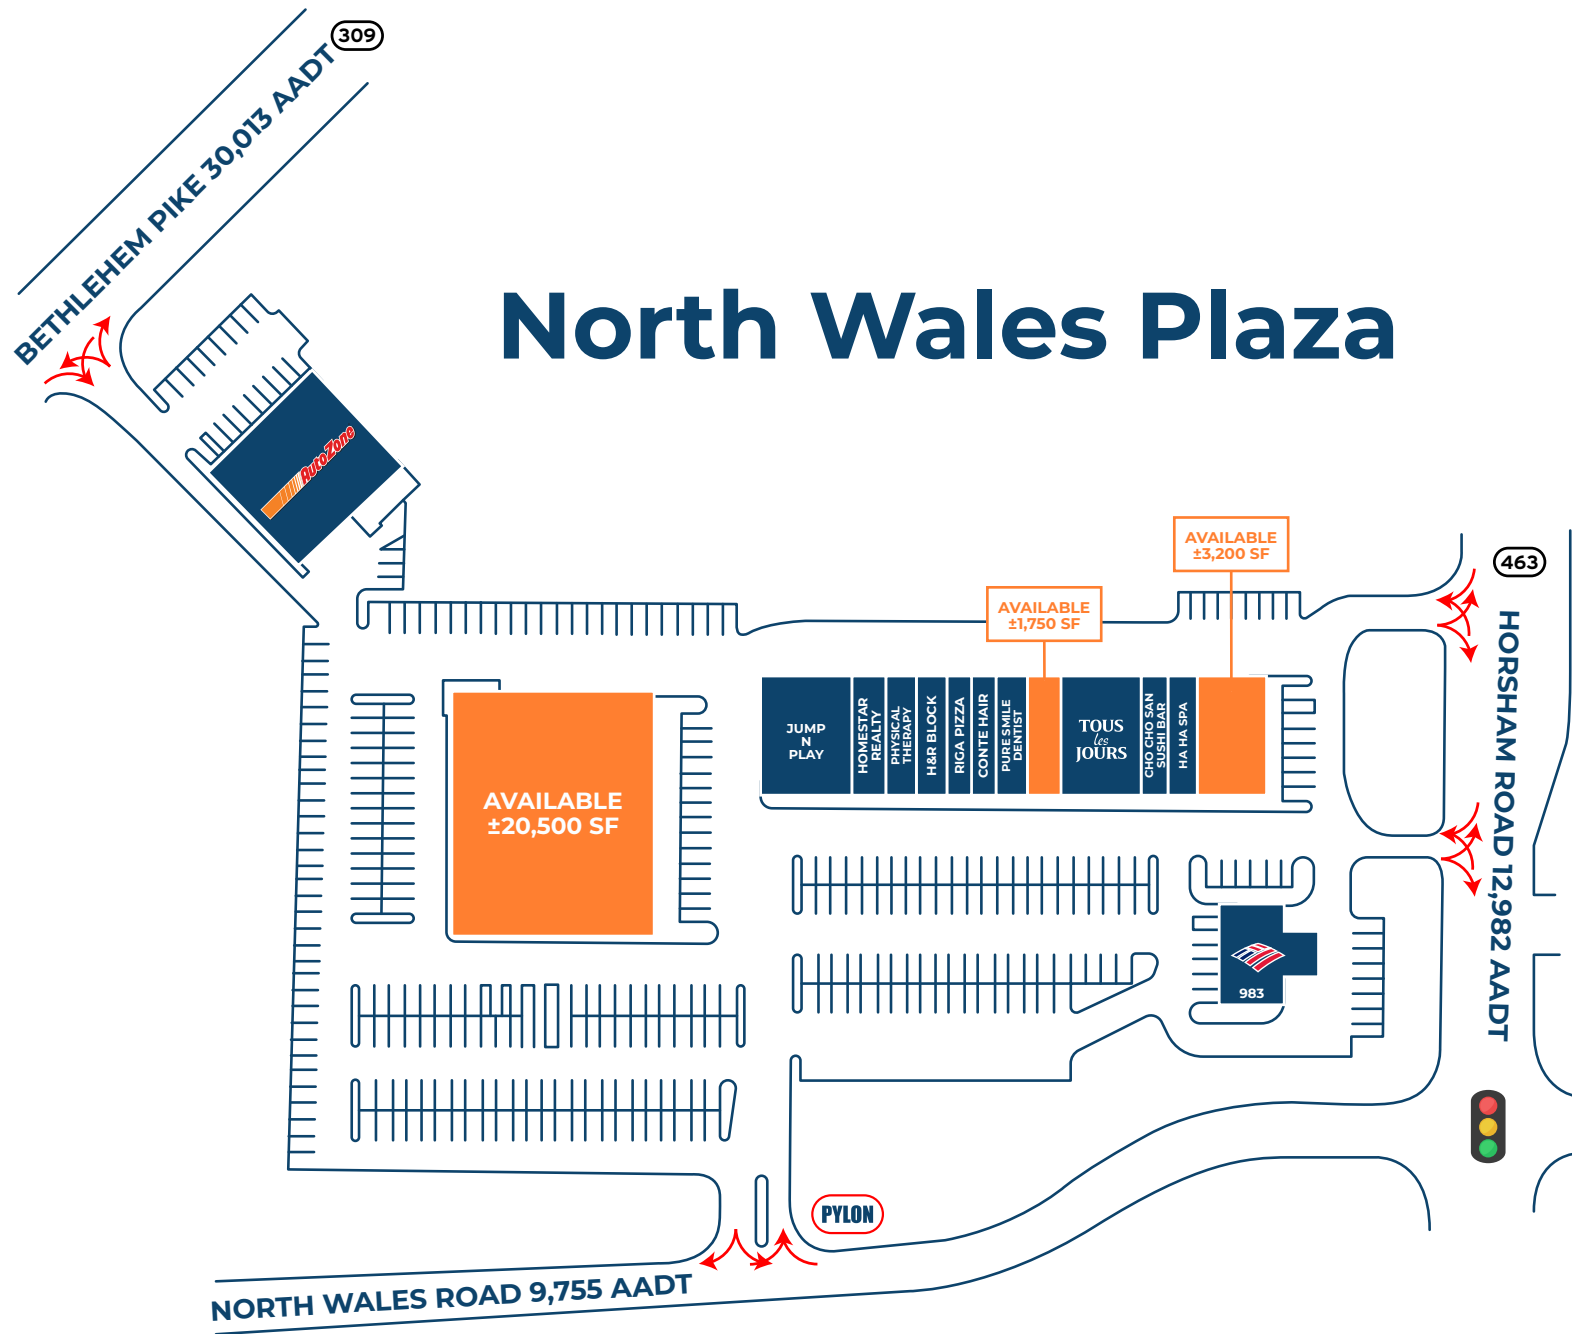 309
BETHLEHEM PIKE 30,013 AADT
North Wales Plaza
AutoZone
AVAILABLE
±3,200 SF
463
AVAILABLE
±1,750 SF
HORSHAM ROAD 12,982 AADT
JUMP
N
PLAY
HOMESTAR
REALTY
PHYSICAL
THERAPY
H&R BLOCK
RIGA PIZZA
CONTE HAIR
PURE SMILE
DENTIST
TOUS
les
JOURS
CHO CHO SAN
SUSHI BAR
HA HA SPA
AVAILABLE
±20,500 SF
983
PYLON
NORTH WALES ROAD 9,755 AADT